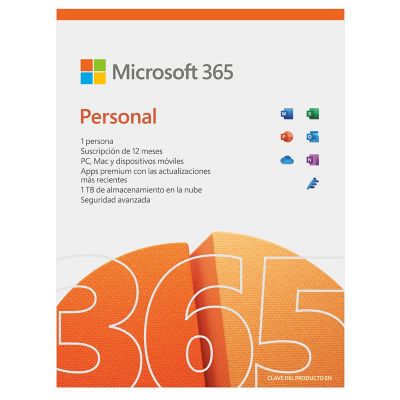 Microsoft 365
Personal
1 persona
Suscripción de 12 meses
PC, Mac y dispositivos móviles
Apps premium con las actualizaciones
más recientes
1 TB de almacenamiento en la nube
Seguridad avanzada
W
X
P
O
N
365
CLAVE DEL PRODUCTO EN